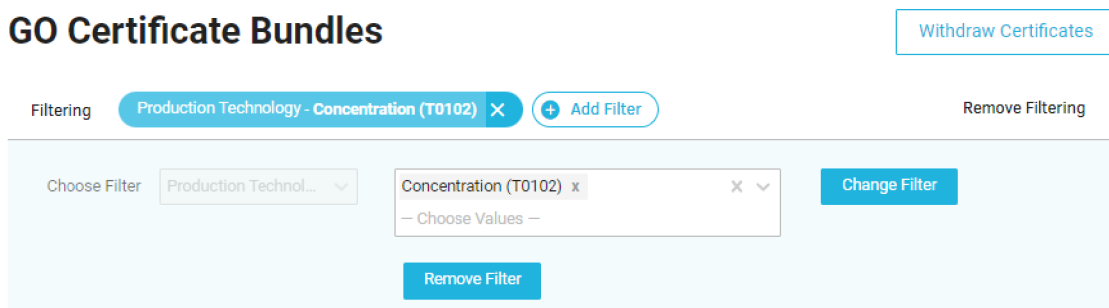 GO Certificate Bundles
Withdraw Certificates
Filtering
Production Technology - Concentration (T0102) X
+ Add Filter
Remove Filtering
Choose Filter
Production Technol...
Concentration (T0102) x
— Choose Values —
Change Filter
Remove Filter